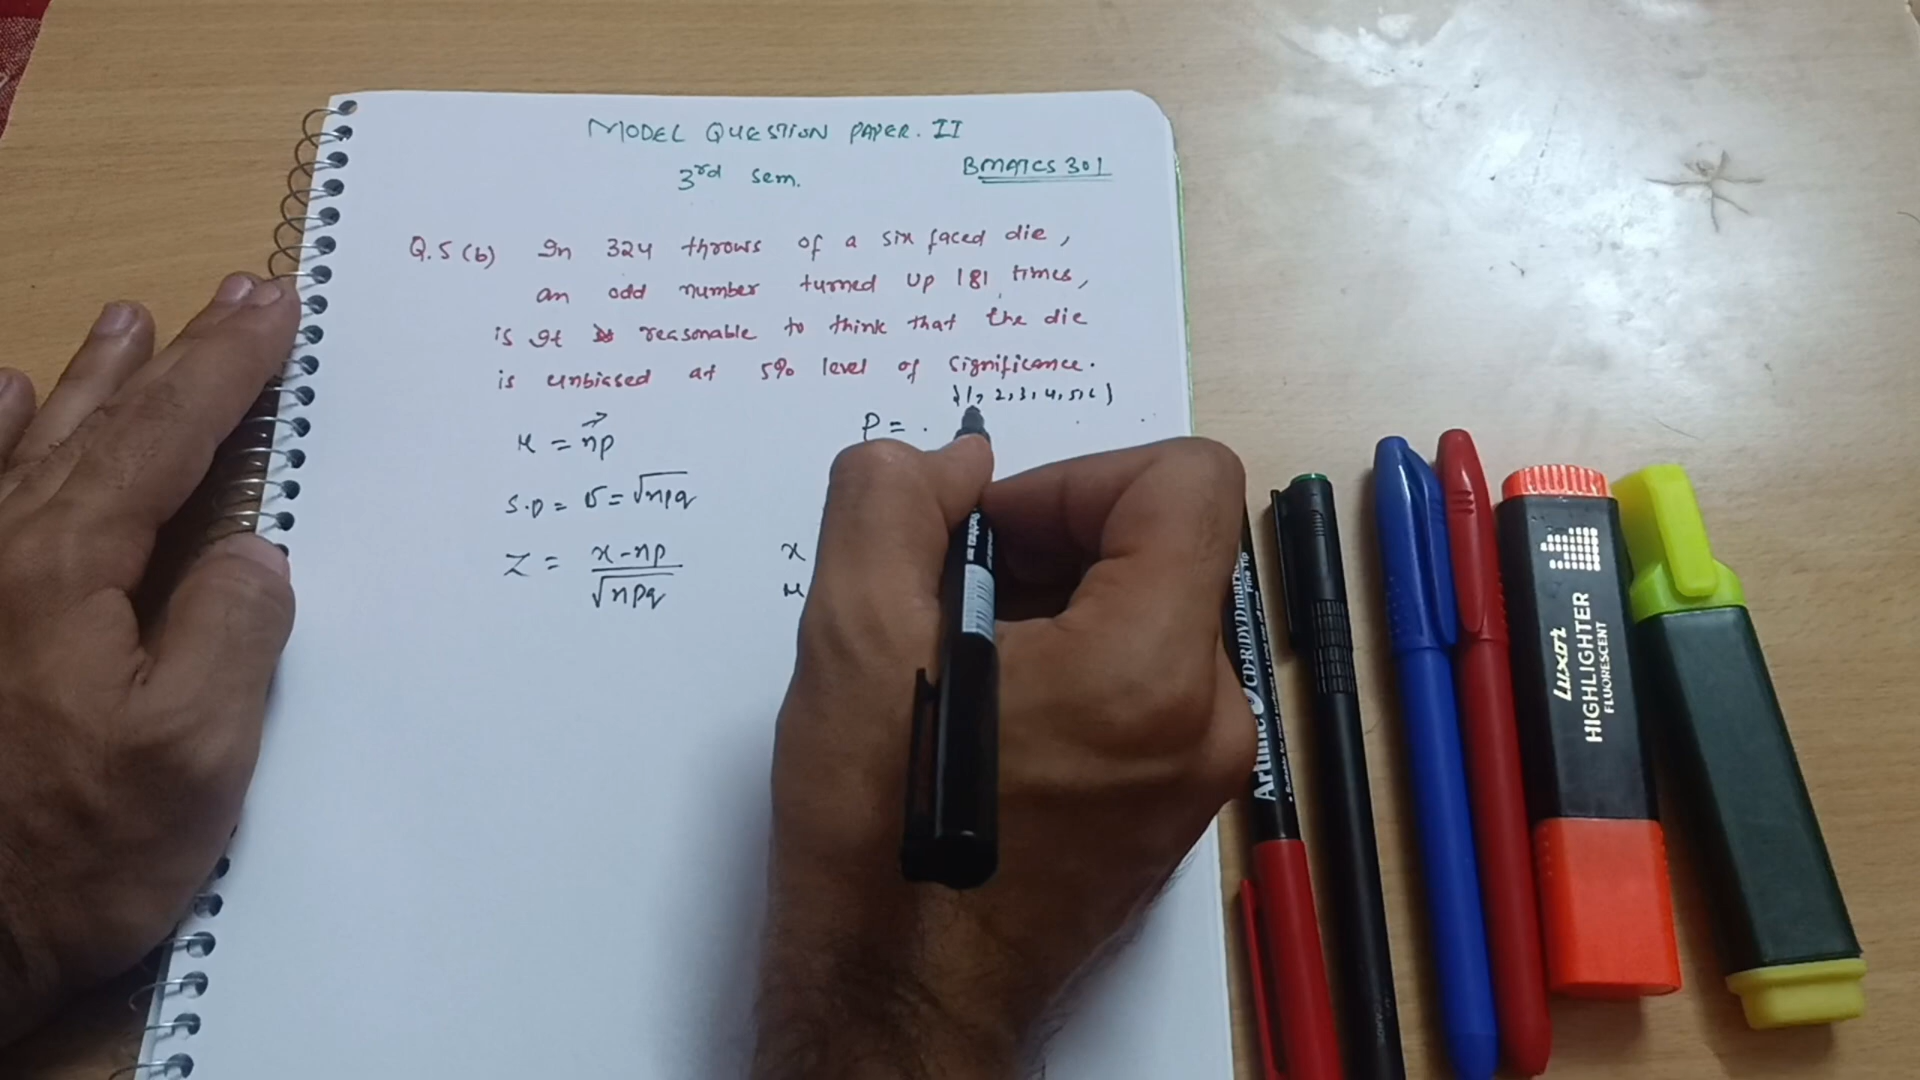 MODEL QUESTION PAPER. II
3rd sem.
BMATCS 301
Q.5 (b) In 324 throws of a six faced die,
an odd number turned up 181 times,
is It reasonable to think that the die
is unbiased at 5% level of significance.
{1, 2, 3, 4, 5, 6}
μ = np
P = .
S.D = σ = √npq
Z = x - np / √npq
x
μ
Artline CD-R/DVD marker
Fine Tip
Luxor
HIGHLIGHTER
FLUORESCENT